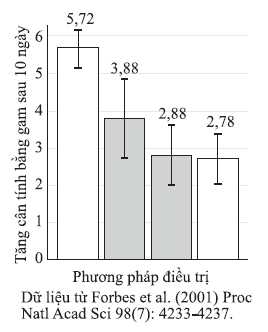 5,72
3,88
2,88
2,78
6
5
4
3
2
1
0
Tăng cân tính bằng gam sau 10 ngày
Phương pháp điều trị
Dữ liệu từ Forbes et al. (2001) Proc
Natl Acad Sci 98(7): 4233-4237.